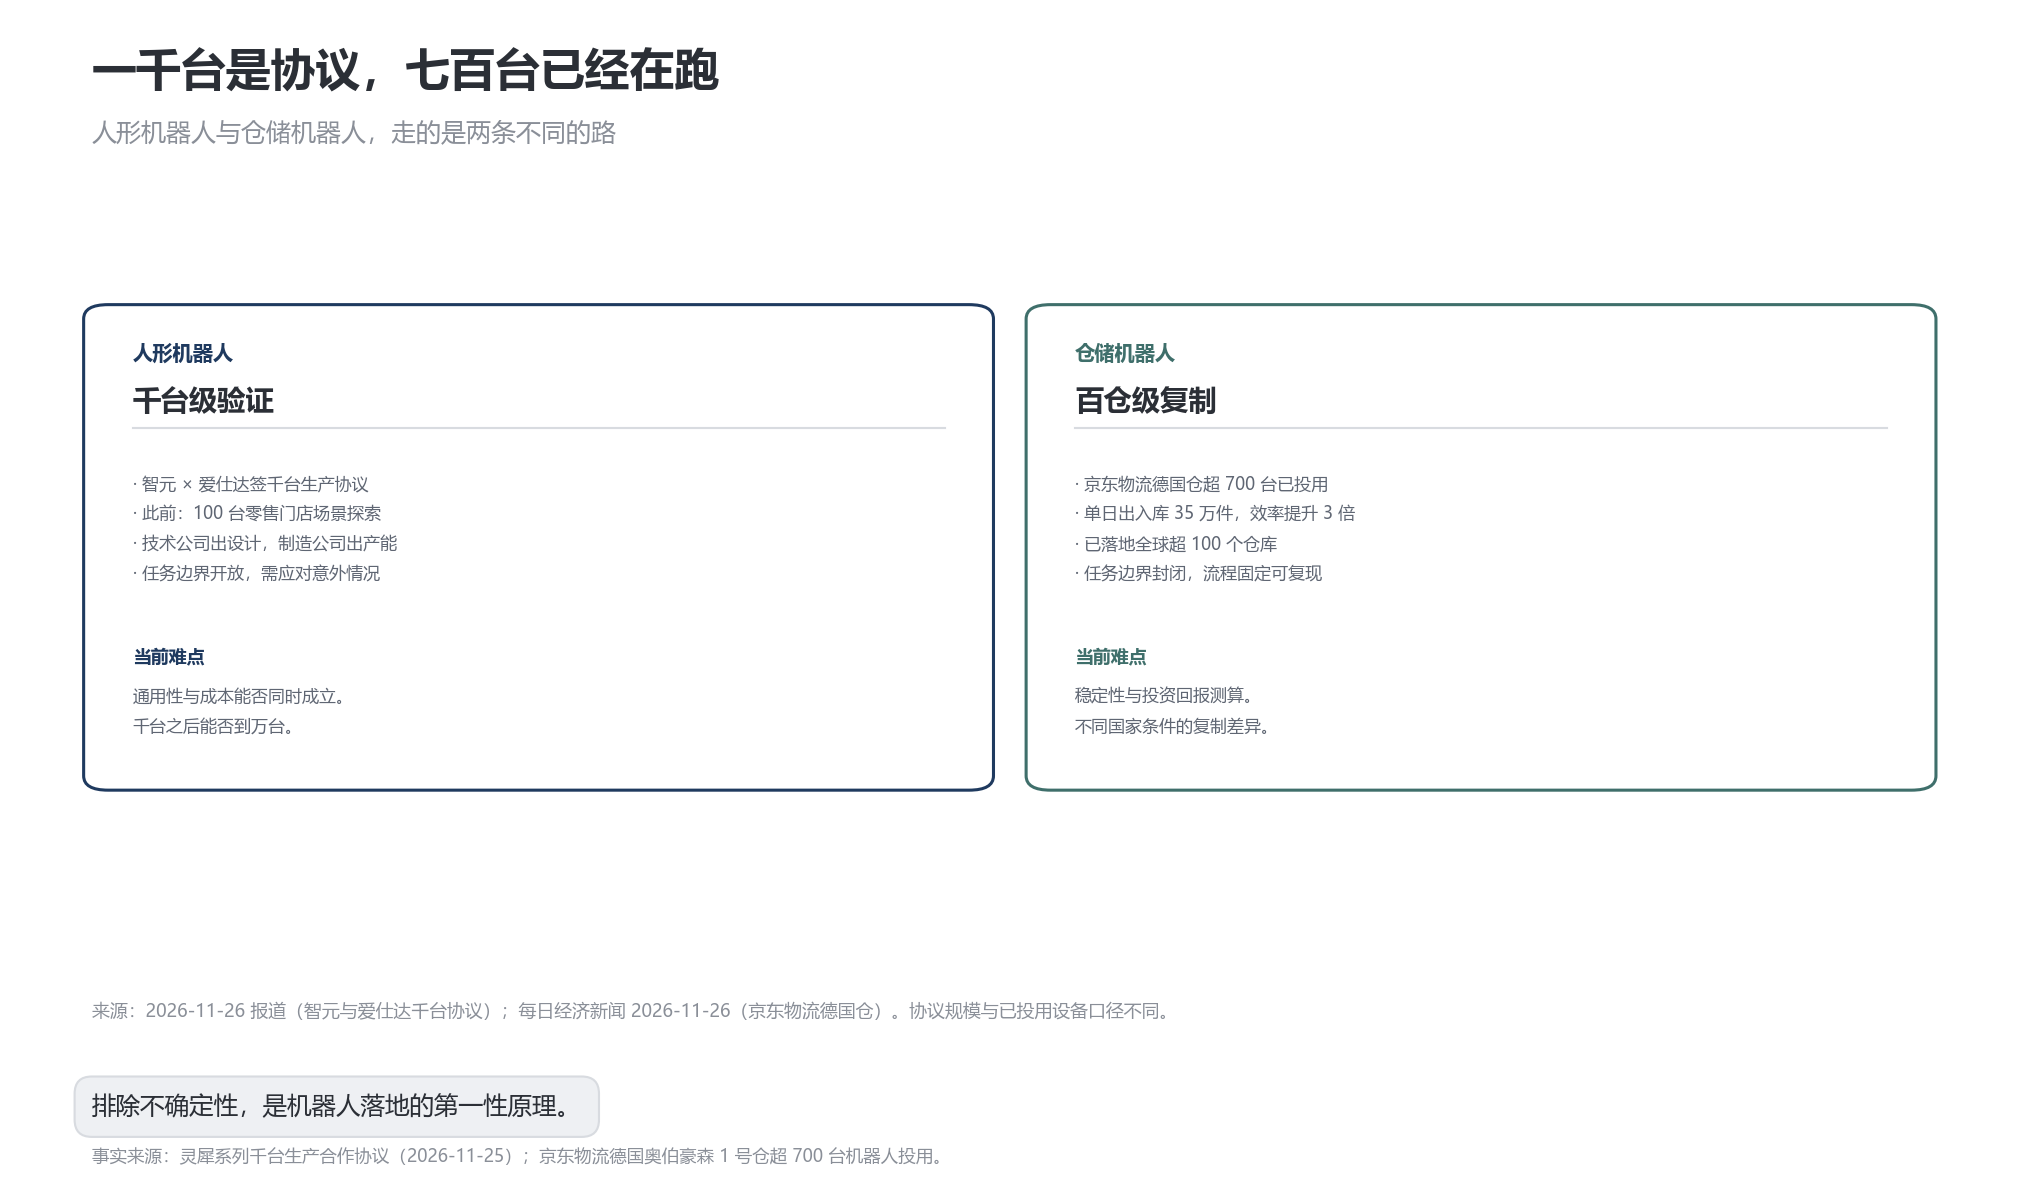 一千台是协议，七百台已经在跑
人形机器人与仓储机器人，走的是两条不同的路
人形机器人
千台级验证
· 智元 × 爱仕达签千台生产协议
· 此前：100 台零售门店场景探索
· 技术公司出设计，制造公司出产能
· 任务边界开放，需应对意外情况
当前难点
通用性与成本能否同时成立。
千台之后能否到万台。
仓储机器人
百仓级复制
· 京东物流德国仓超 700 台已投用
· 单日出入库 35 万件，效率提升 3 倍
· 已落地全球超 100 个仓库
· 任务边界封闭，流程固定可复现
当前难点
稳定性与投资回报测算。
不同国家条件的复制差异。
来源：2026-11-26 报道（智元与爱仕达千台协议）；每日经济新闻 2026-11-26（京东物流德国仓）。协议规模与已投用设备口径不同。
排除不确定性，是机器人落地的第一性原理。
事实来源：灵犀系列千台生产合作协议（2026-11-25）；京东物流德国奥伯豪森 1 号仓超 700 台机器人投用。